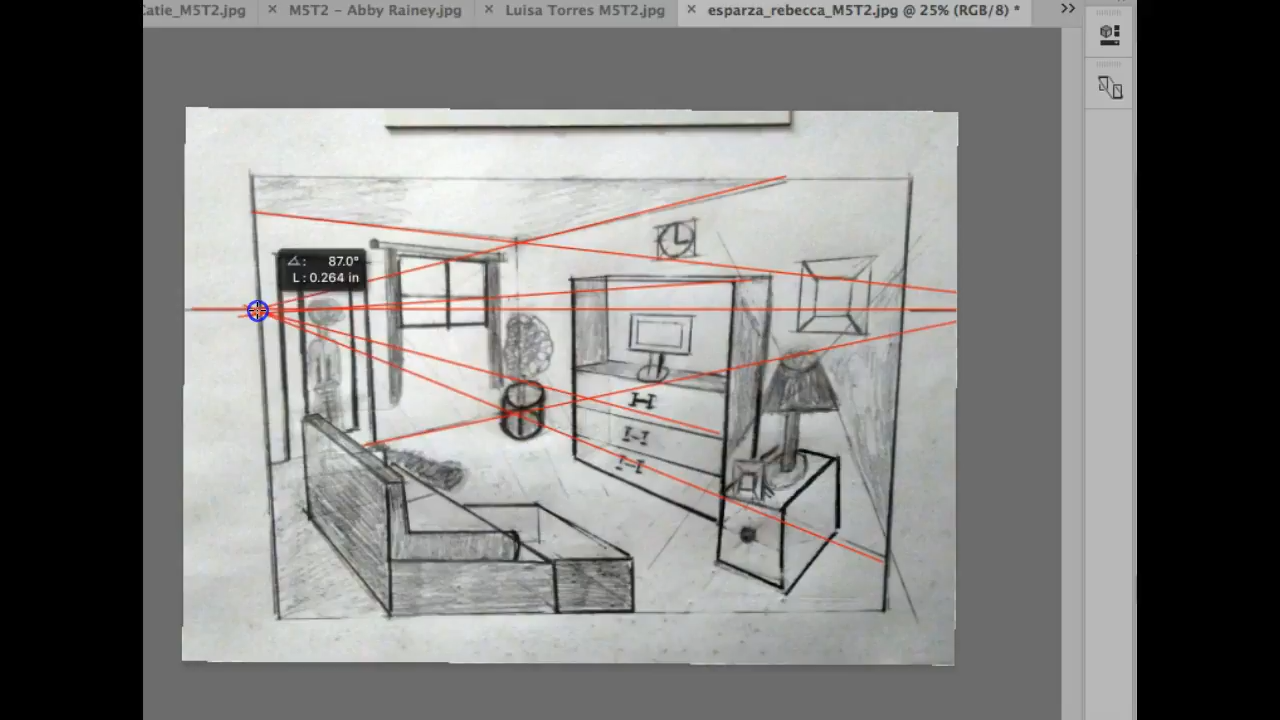 Catie_M5T2.jpg × M5T2 - Abby Rainey.jpg × Luisa Torres M5T2.jpg × esparza_rebecca_M5T2.jpg @ 25% (RGB/8) * >>
∠: 87.0°
L: 0.264 in